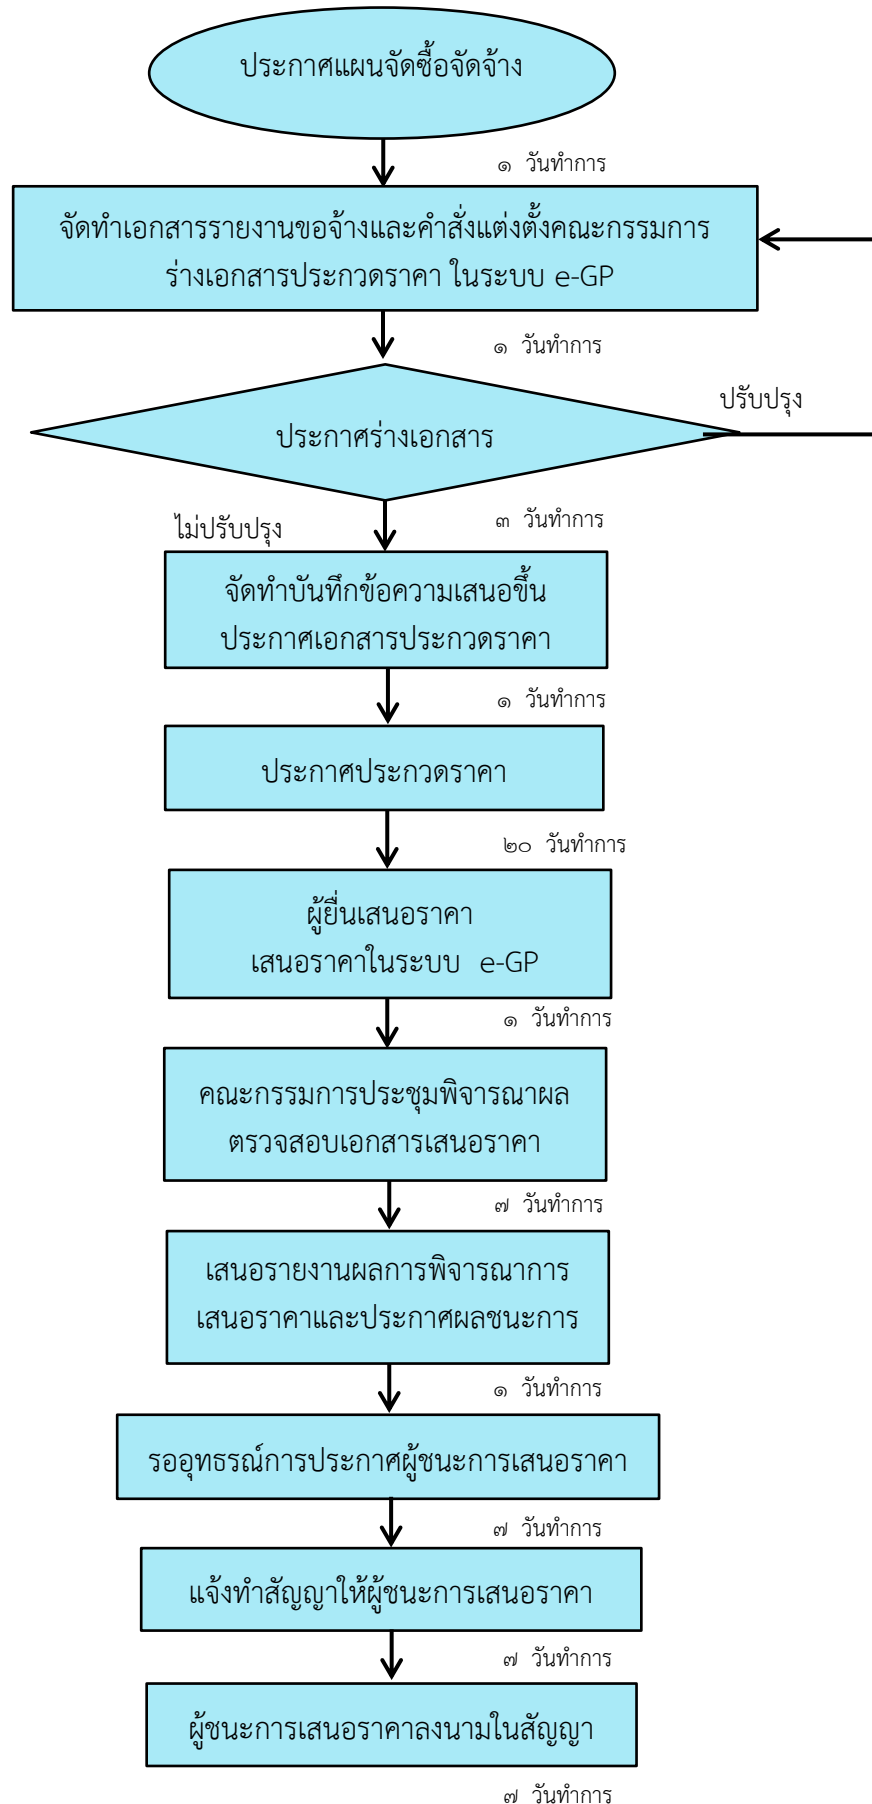 ประกาศแผนจัดซื้อจัดจ้าง
๑ วันทำการ
จัดทำเอกสารรายงานขอจ้างและคำสั่งแต่งตั้งคณะกรรมการ
ร่างเอกสารประกวดราคา ในระบบ e-GP
๑ วันทำการ
ปรับปรุง
ประกาศร่างเอกสาร
๓ วันทำการ
ไม่ปรับปรุง
จัดทำบันทึกข้อความเสนอขึ้น
ประกาศเอกสารประกวดราคา
๑ วันทำการ
ประกาศประกวดราคา
๒๐ วันทำการ
ผู้ยื่นเสนอราคา
เสนอราคาในระบบ e-GP
๑ วันทำการ
คณะกรรมการประชุมพิจารณาผล
ตรวจสอบเอกสารเสนอราคา
๗ วันทำการ
เสนอรายงานผลการพิจารณาการ
เสนอราคาและประกาศผลชนะการ
๑ วันทำการ
รออุทธรณ์การประกาศผู้ชนะการเสนอราคา
๗ วันทำการ
แจ้งทำสัญญาให้ผู้ชนะการเสนอราคา
๗ วันทำการ
ผู้ชนะการเสนอราคาลงนามในสัญญา
๗ วันทำการ